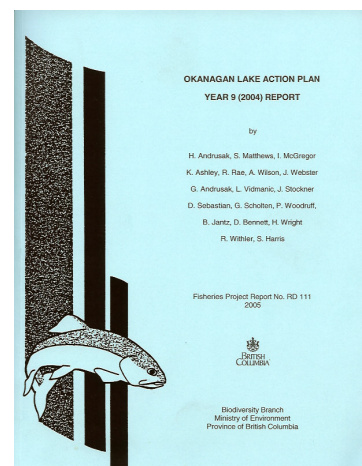 OKANAGAN LAKE ACTION PLAN
YEAR 9 (2004) REPORT
by
H. Andrusak, S. Matthews, I. McGregor
K. Ashley, R. Rae, A. Wilson, J. Webster
G. Andrusak, L. Vidmanic, J. Stockner
D. Sebastian, G. Scholten, P. Woodruff,
B. Jantz, D. Bennett, H. Wright
R. Withler, S. Harris
Fisheries Project Report No. RD 111
2005
BRITISH
COLUMBIA
Biodiversity Branch
Ministry of Environment
Province of British Columbia